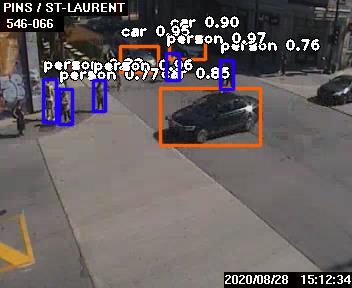 PINS / ST-LAURENT
546-066
car 0.90
car 0.95
person 0.97
person 0.76
person 0.96
person 0.77
car 0.85
2020/08/28 15:12:34